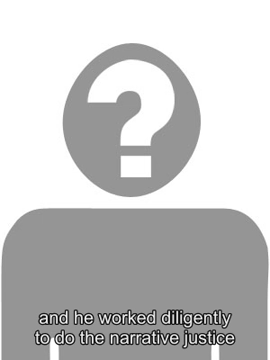 ?
and he worked diligently
to do the narrative justice